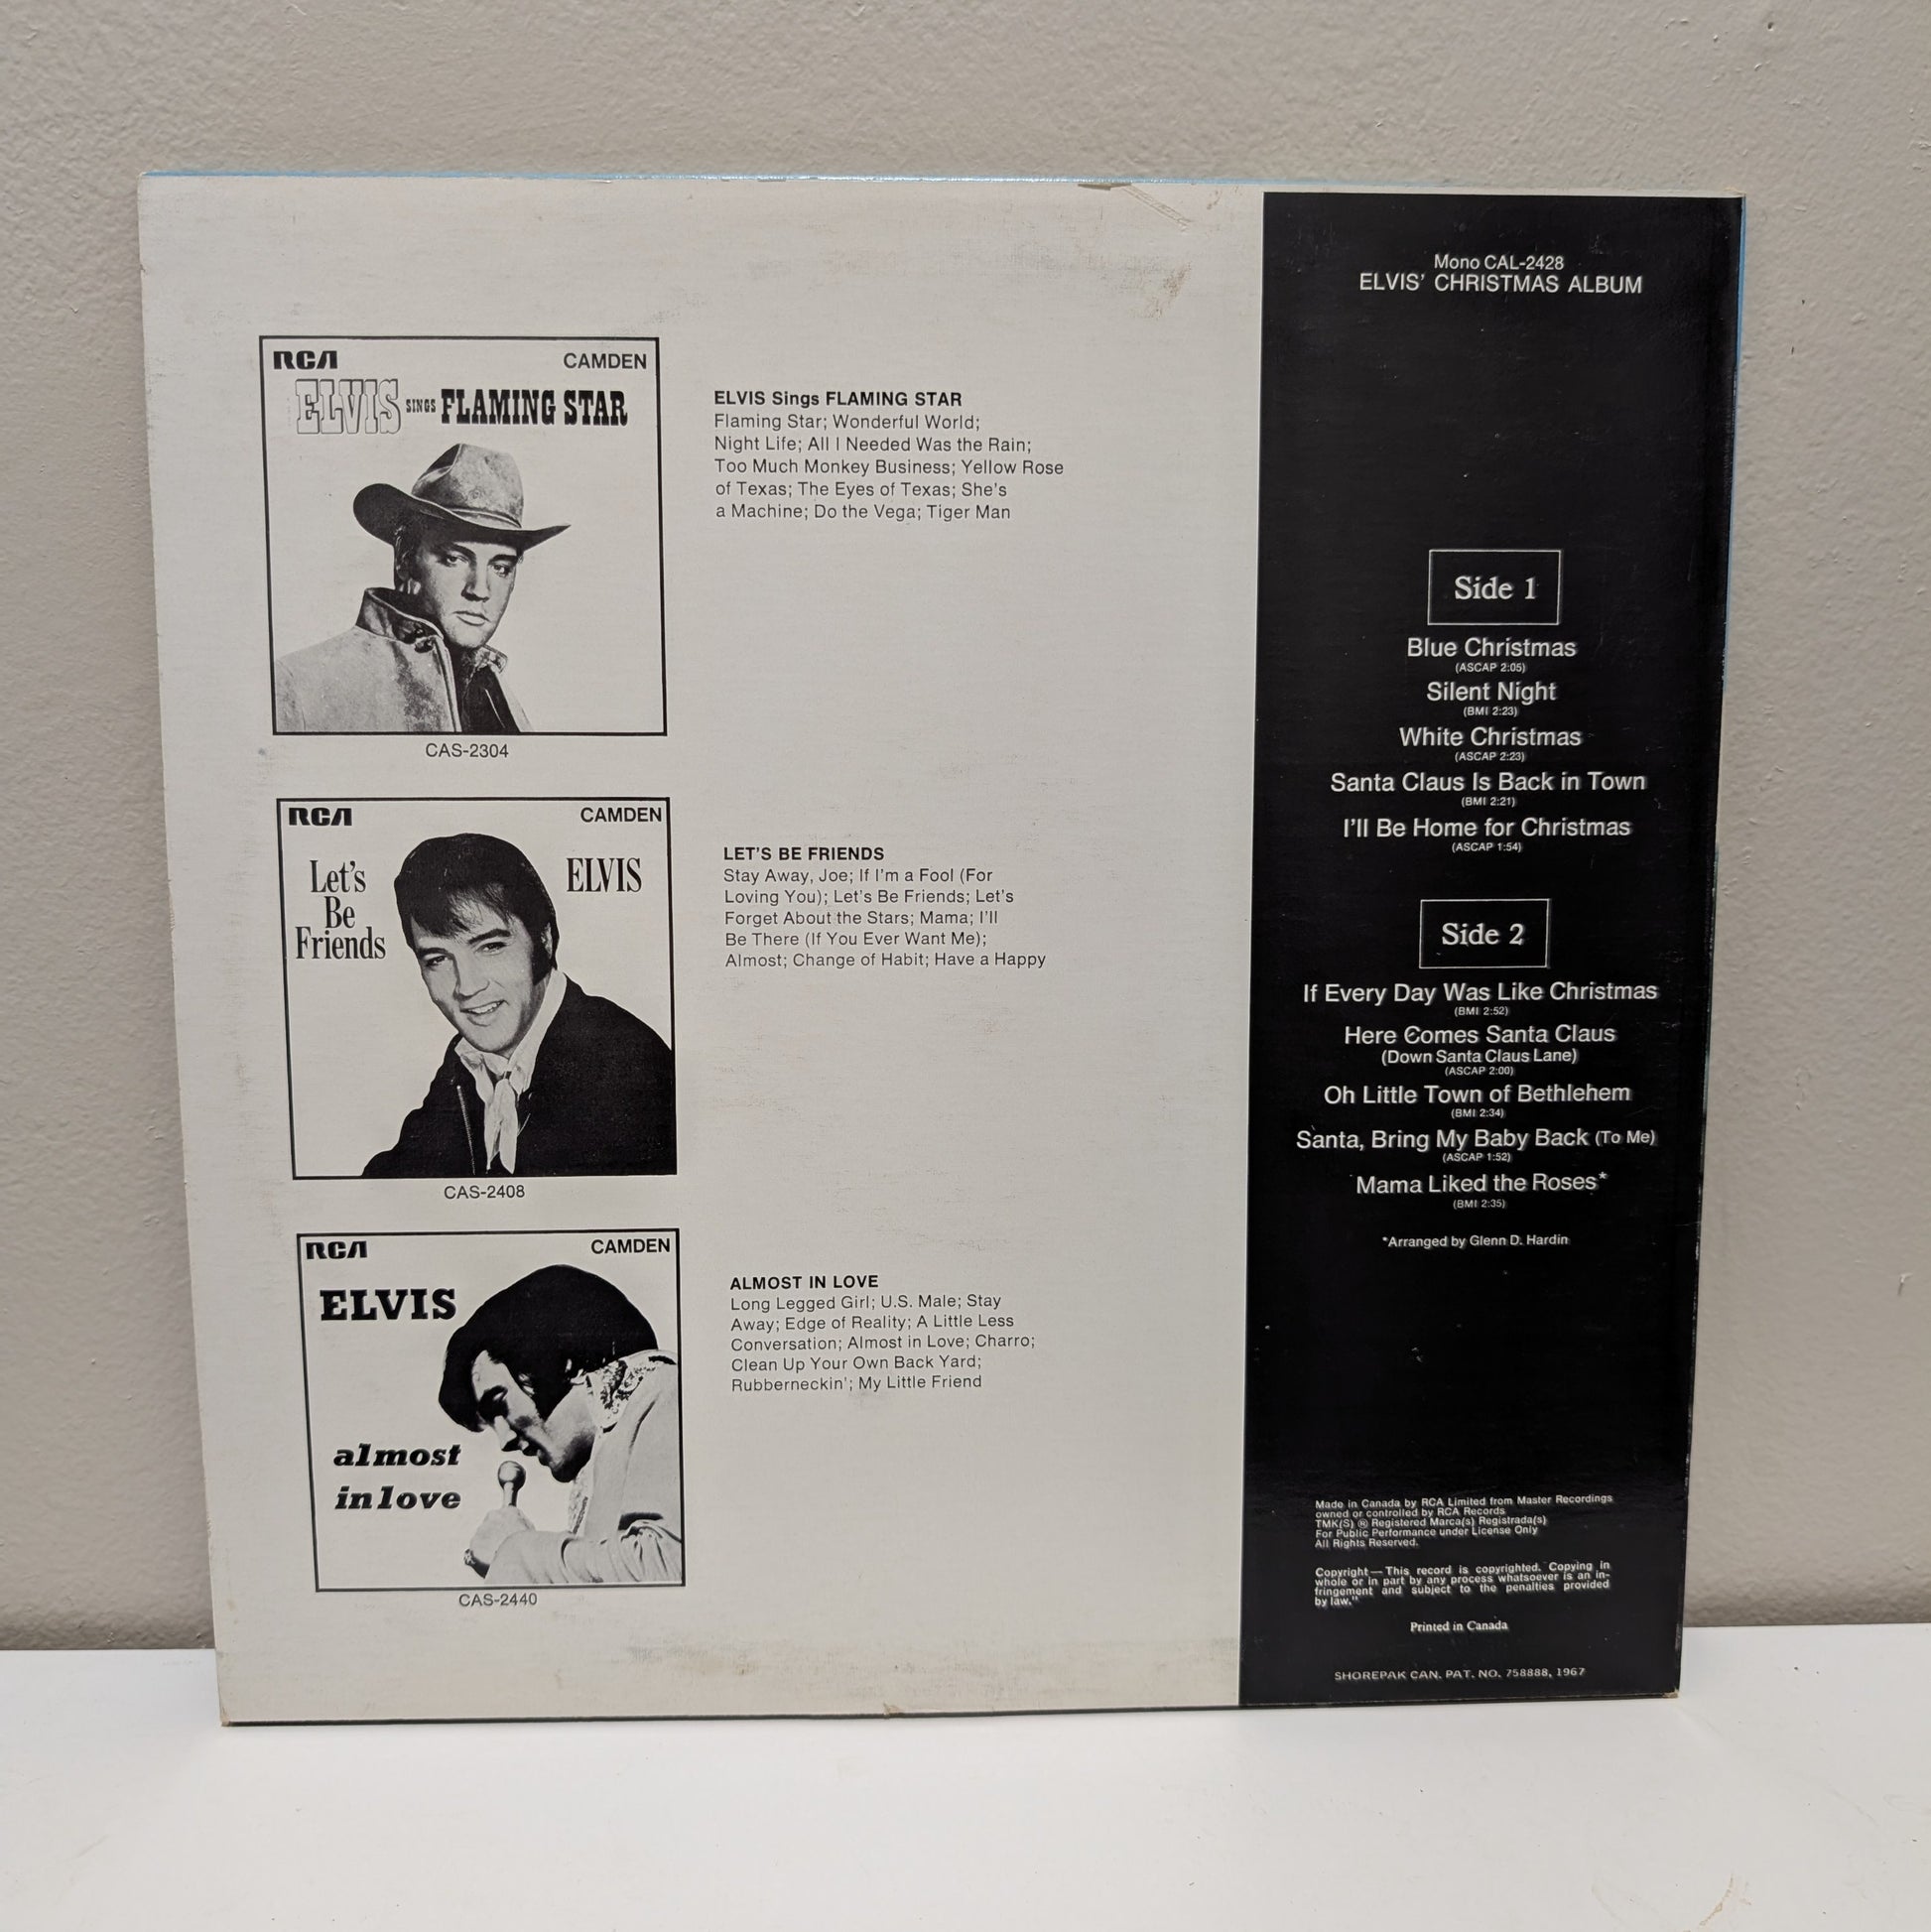 RCA CAMDEN
ELVIS SINGS FLAMING STAR
CAS-2304
ELVIS Sings FLAMING STAR
Flaming Star; Wonderful World;
Night Life; All I Needed Was the Rain;
Too Much Monkey Business; Yellow Rose
of Texas; The Eyes of Texas; She's
a Machine; Do the Vega; Tiger Man
RCA CAMDEN
Let's
Be
Friends
ELVIS
CAS-2408
LET'S BE FRIENDS
Stay Away, Joe; If I'm a Fool (For
Loving You); Let's Be Friends; Let's
Forget About the Stars; Mama; I'll
Be There (If You Ever Want Me);
Almost; Change of Habit; Have a Happy
RCA CAMDEN
ELVIS
almost
in love
CAS-2440
ALMOST IN LOVE
Long Legged Girl; U.S. Male; Stay
Away; Edge of Reality; A Little Less
Conversation; Almost in Love; Charro;
Clean Up Your Own Back Yard;
Rubberneckin'; My Little Friend
Mono CAL-2428
ELVIS' CHRISTMAS ALBUM
Side 1
Blue Christmas
(ASCAP 2:05)
Silent Night
(BMI 2:23)
White Christmas
(ASCAP 2:23)
Santa Claus Is Back in Town
(BMI 2:21)
I'll Be Home for Christmas
(ASCAP 1:54)
Side 2
If Every Day Was Like Christmas
(BMI 2:52)
Here Comes Santa Claus
(Down Santa Claus Lane)
(ASCAP 2:00)
Oh Little Town of Bethlehem
(BMI 2:34)
Santa, Bring My Baby Back (To Me)
(ASCAP 1:52)
Mama Liked the Roses*
(BMI 2:35)
*Arranged by Glenn D. Hardin
Made in Canada by RCA Limited from Master Recordings
owned or controlled by RCA Records
TMK(S) ® Registered Marca(s) Registrada(s)
For Public Performance under License Only
All Rights Reserved.
Copyright — This record is copyrighted. Copying in
whole or in part by any process whatsoever is an in-
fringement and subject to the penalties provided
by law."
Printed in Canada
SHOREPAK CAN. PAT. NO. 758888, 1967